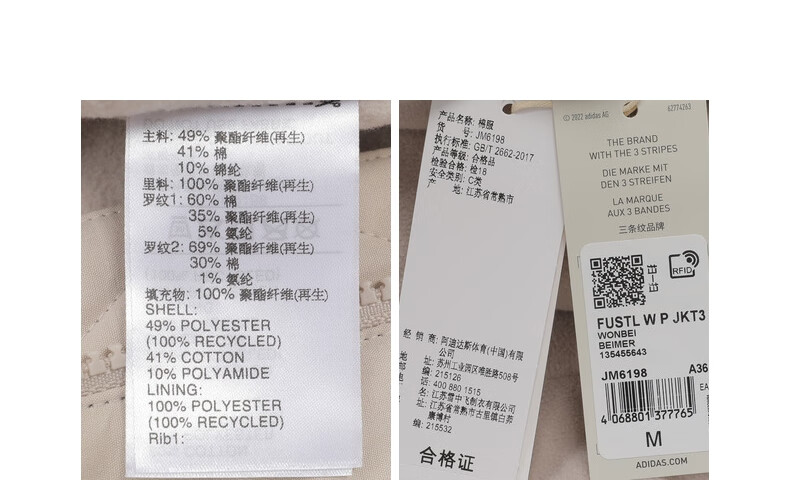 主料: 49% 聚酯纤维(再生)
41% 棉
10% 锦纶
里料: 100% 聚酯纤维(再生)
罗纹1: 60% 棉
35% 聚酯纤维(再生)
5% 氨纶
罗纹2: 69% 聚酯纤维(再生)
30% 棉
1% 氨纶
填充物: 100% 聚酯纤维(再生)
SHELL:
49% POLYESTER
(100% RECYCLED)
41% COTTON
10% POLYAMIDE
LINING:
100% POLYESTER
(100% RECYCLED)
Rib1:
产品名称: 棉服
货 号: JM6198
执行标准: GB/T 2662-2017
产品等级: 合格品
检验合格: 检18
安全类别: C类
产 地: 江苏省常熟市
经 销 商: 阿迪达斯体育(中国)有限
公司
址: 苏州工业园区唯胜路508号
编: 215126
话: 400 880 1515
名: 江苏雪中飞制衣有限公司
址: 江苏省常熟市古里镇白茆
康博村
编: 215532
合格证
© 2022 adidas AG
62774263
THE BRAND
WITH THE 3 STRIPES
DIE MARKE MIT
DEN 3 STREIFEN
LA MARQUE
AUX 3 BANDES
三条纹品牌
RFID
FUSTL W P JKT3
WONBEI
BEIMER
135455643
JM6198 A36
EA
4 068801 377765
M
ADIDAS.COM